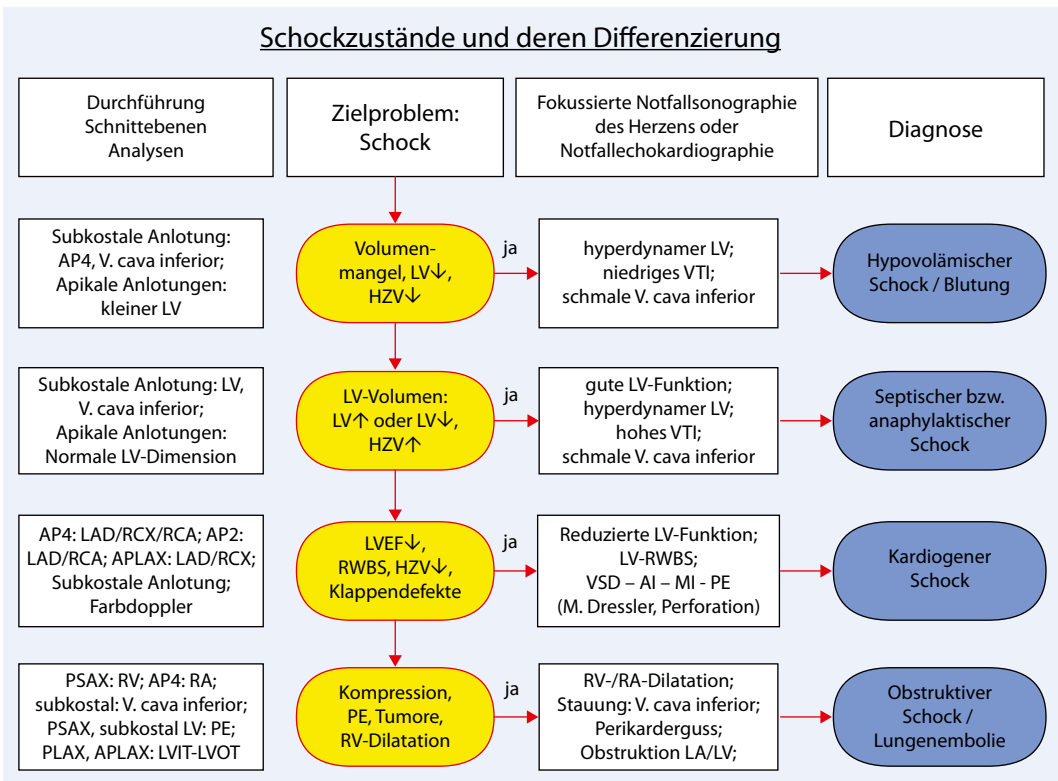 Schockzustände und deren Differenzierung
Durchführung
Schnittebenen
Analysen
Zielproblem:
Schock
Fokussierte Notfallsonographie
des Herzens oder
Notfallechokardiographie
Diagnose
Subkostale Anlotung:
AP4, V. cava inferior;
Apikale Anlotungen:
kleiner LV
Volumen-
mangel, LV↓,
HZV↓
ja
hyperdynamer LV;
niedriges VTI;
schmale V. cava inferior
Hypovolämischer
Schock / Blutung
Subkostale Anlotung: LV,
V. cava inferior;
Apikale Anlotungen:
Normale LV-Dimension
LV-Volumen:
LV↑ oder LV↓,
HZV↑
ja
gute LV-Funktion;
hyperdynamer LV;
hohes VTI;
schmale V. cava inferior
Septischer bzw.
anaphylaktischer
Schock
AP4: LAD/RCX/RCA; AP2:
LAD/RCA; APLAX: LAD/RCX;
Subkostale Anlotung;
Farbdoppler
LVEF↓,
RWBS, HZV↓,
Klappendefekte
ja
Reduzierte LV-Funktion;
LV-RWBS;
VSD – AI – MI - PE
(M. Dressler, Perforation)
Kardiogener
Schock
PSAX: RV; AP4: RA;
subkostal: V. cava inferior;
PSAX, subkostal LV: PE;
PLAX, APLAX: LVIT-LVOT
Kompression,
PE, Tumore,
RV-Dilatation
ja
RV-/RA-Dilatation;
Stauung: V. cava inferior;
Perikarderguss;
Obstruktion LA/LV;
Obstruktiver
Schock /
Lungenembolie